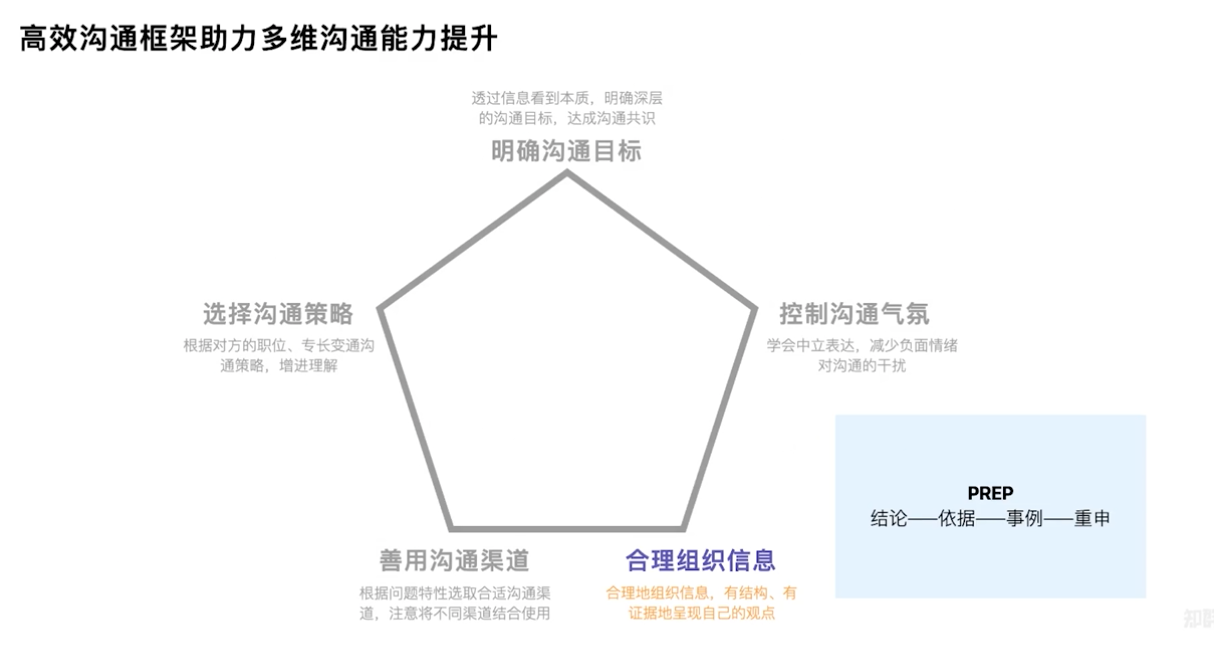 高效沟通框架助力多维沟通能力提升
透过信息看到本质，明确深层
的沟通目标，达成沟通共识
明确沟通目标
选择沟通策略
根据对方的职位、专长变通沟
通策略，增进理解
控制沟通气氛
学会中立表达，减少负面情绪
对沟通的干扰
PREP
结论——依据——事例——重申
善用沟通渠道
根据问题特性选取合适沟通渠
道，注意将不同渠道结合使用
合理组织信息
合理地组织信息，有结构、有
证据地呈现自己的观点